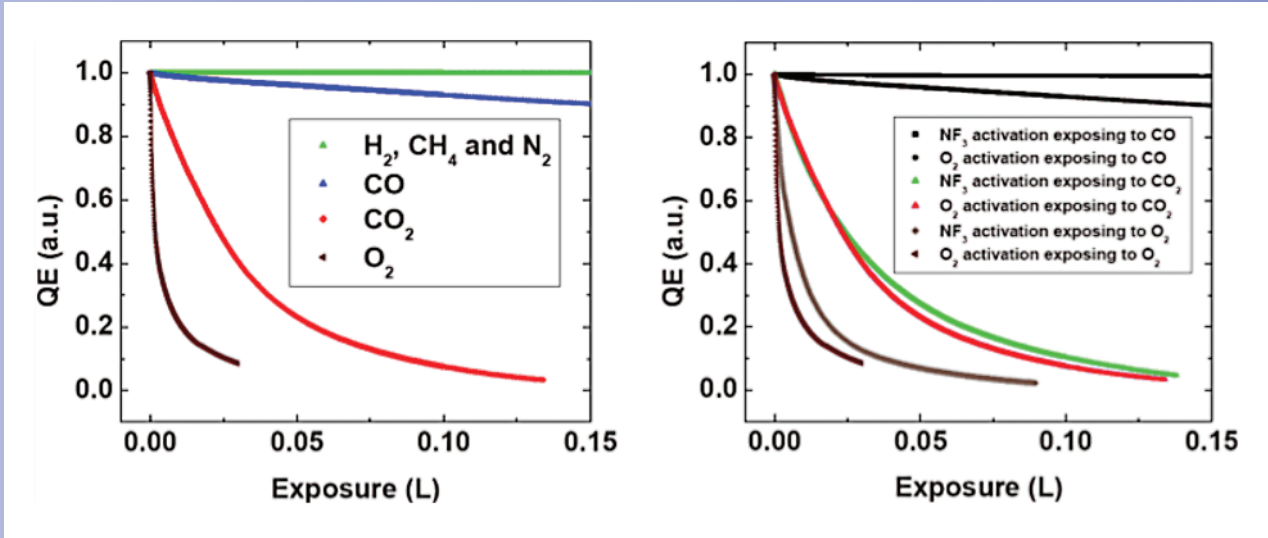 1.0
0.8
0.6
0.4
0.2
0.0
QE (a.u.)
H₂, CH₄ and N₂
CO
CO₂
O₂
0.00 0.05 0.10 0.15
Exposure (L)
1.0
0.8
0.6
0.4
0.2
0.0
QE (a.u.)
NF₃ activation exposing to CO
O₂ activation exposing to CO
NF₃ activation exposing to CO₂
O₂ activation exposing to CO₂
NF₃ activation exposing to O₂
O₂ activation exposing to O₂
0.00 0.05 0.10 0.15
Exposure (L)